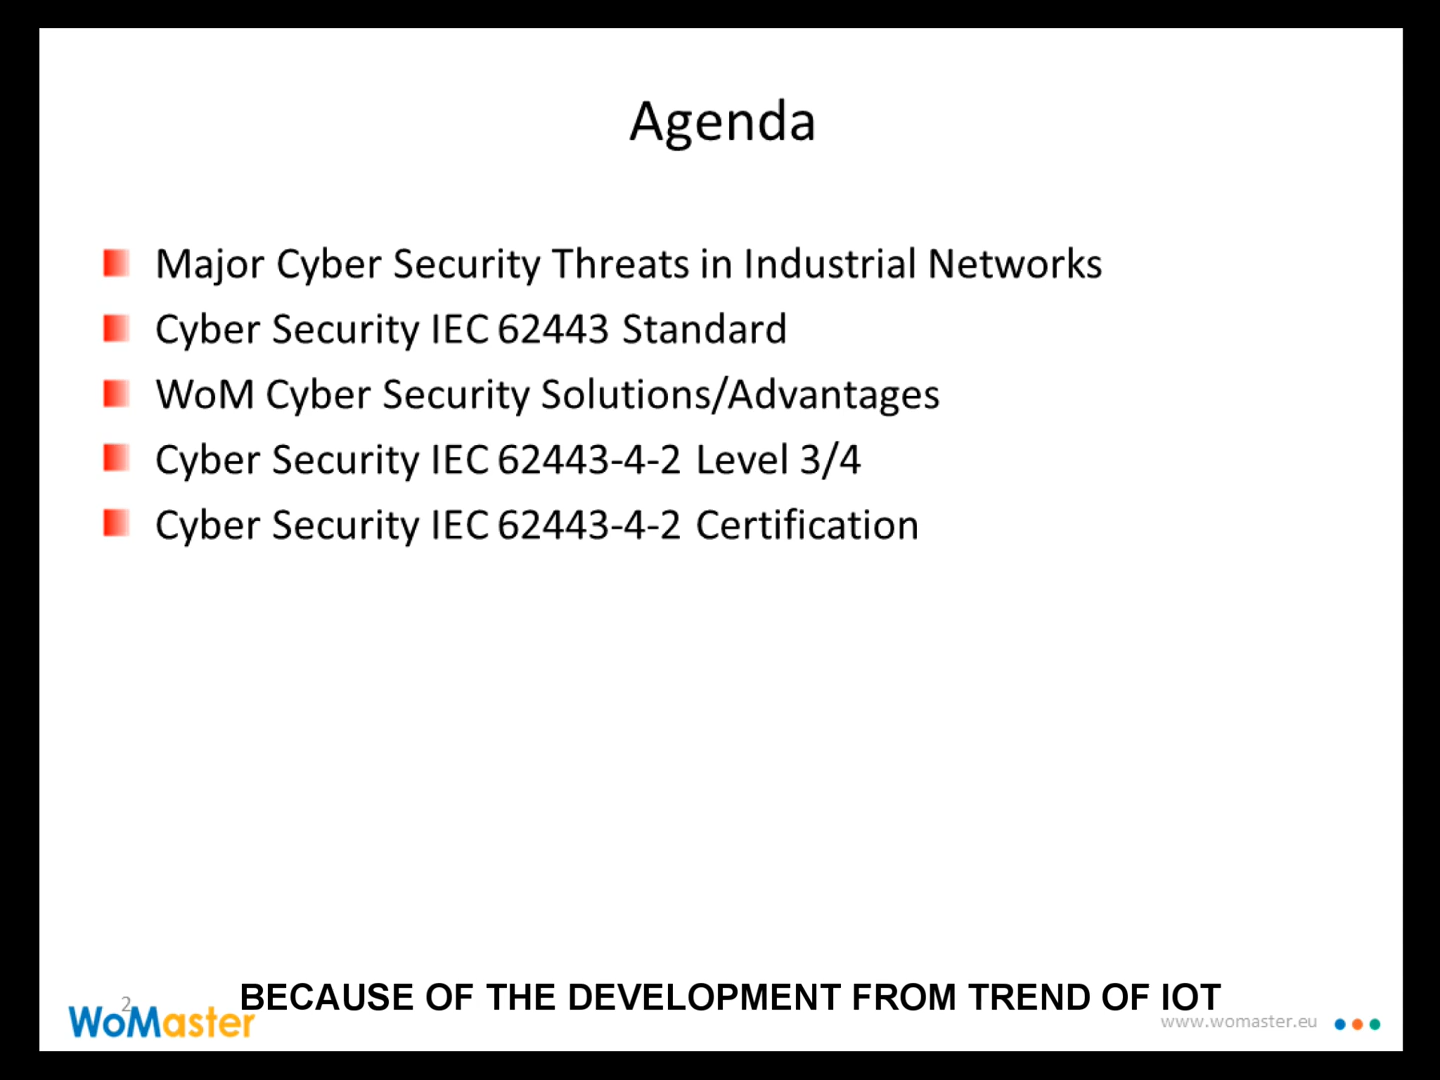 Agenda
Major Cyber Security Threats in Industrial Networks
Cyber Security IEC 62443 Standard
WoM Cyber Security Solutions/Advantages
Cyber Security IEC 62443-4-2 Level 3/4
Cyber Security IEC 62443-4-2 Certification
BECAUSE OF THE DEVELOPMENT FROM TREND OF IOT
2
WoMaster
www.womaster.eu